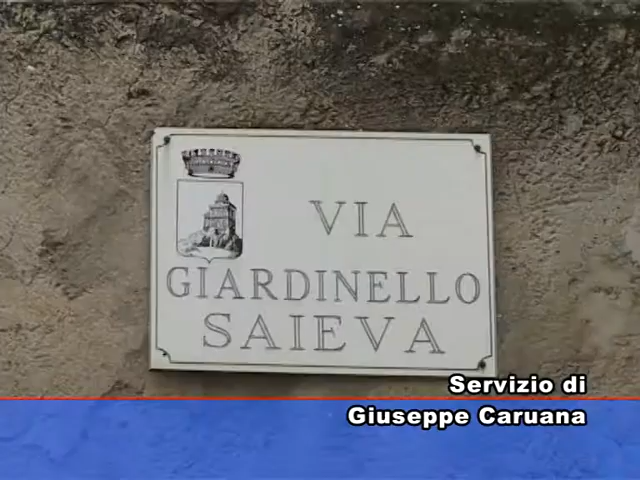 VIA
GIARDINELLO
SAIEVA
Servizio di
Giuseppe Caruana